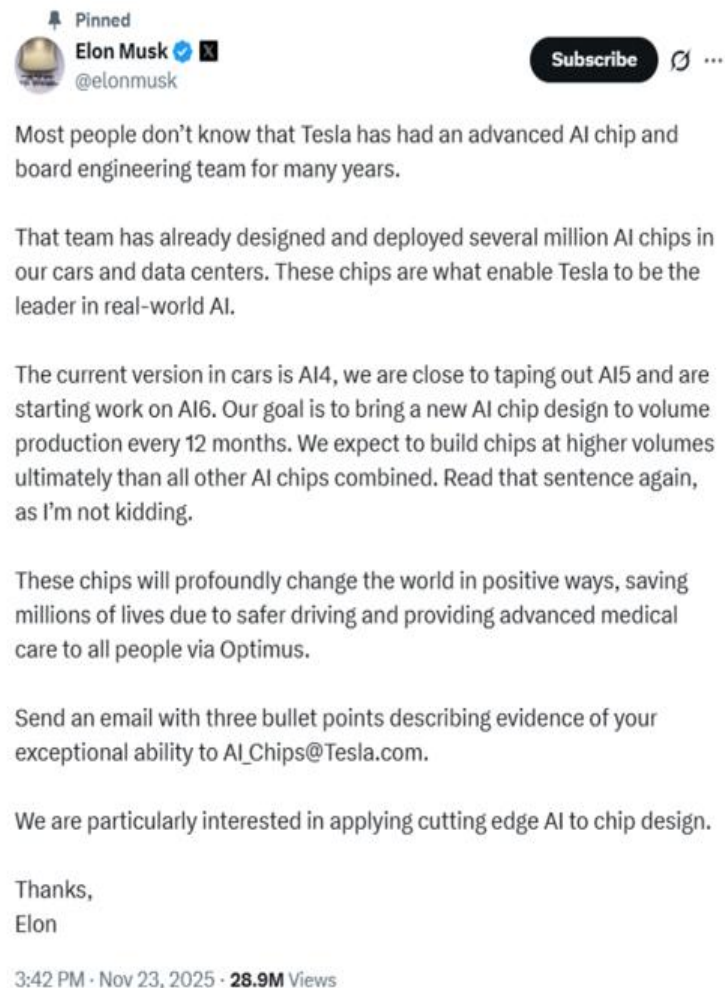 Pinned
Elon Musk
@elonmusk
Subscribe
Most people don’t know that Tesla has had an advanced AI chip and
board engineering team for many years.
That team has already designed and deployed several million AI chips in
our cars and data centers. These chips are what enable Tesla to be the
leader in real-world AI.
The current version in cars is AI4, we are close to taping out AI5 and are
starting work on AI6. Our goal is to bring a new AI chip design to volume
production every 12 months. We expect to build chips at higher volumes
ultimately than all other AI chips combined. Read that sentence again,
as I’m not kidding.
These chips will profoundly change the world in positive ways, saving
millions of lives due to safer driving and providing advanced medical
care to all people via Optimus.
Send an email with three bullet points describing evidence of your
exceptional ability to AI_Chips@Tesla.com.
We are particularly interested in applying cutting edge AI to chip design.
Thanks,
Elon
3:42 PM · Nov 23, 2025 · 28.9M Views